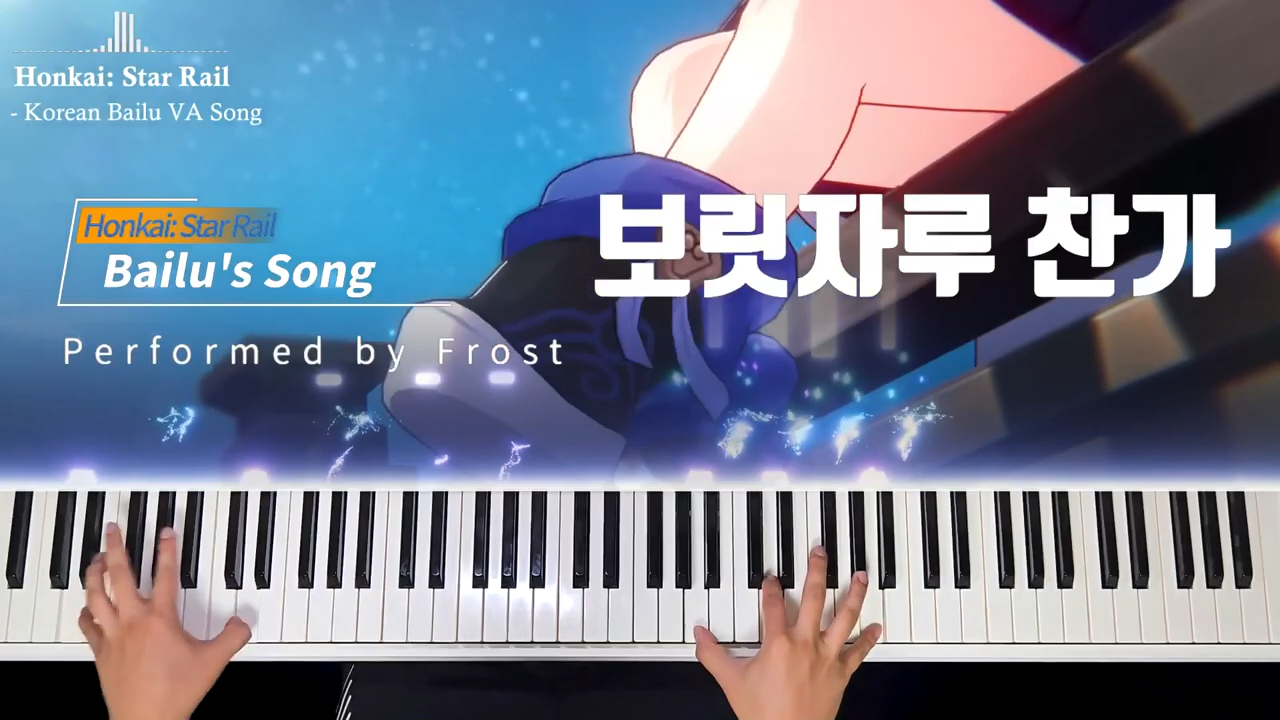 Honkai: Star Rail
- Korean Bailu VA Song
Honkai: Star Rail
Bailu's Song
보릿자루 찬가
Performed by Frost